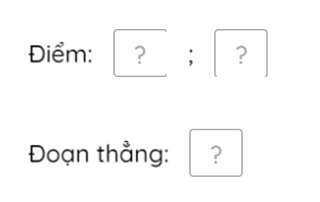 Điểm: ? ; ?
Đoạn thẳng: ?